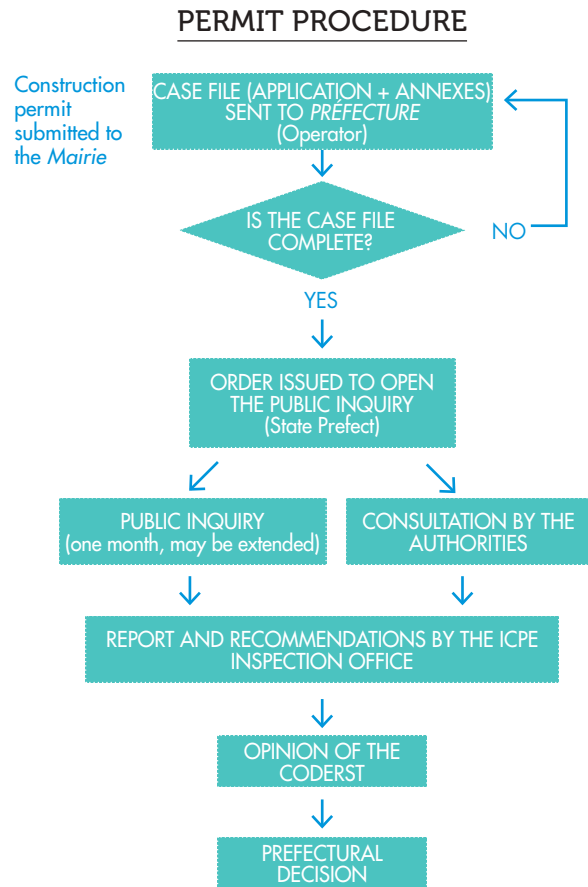 PERMIT PROCEDURE
Construction
permit
submitted to
the Mairie
CASE FILE (APPLICATION + ANNEXES)
SENT TO PRÉFECTURE
(Operator)
IS THE CASE FILE
COMPLETE?
NO
YES
ORDER ISSUED TO OPEN
THE PUBLIC INQUIRY
(State Prefect)
PUBLIC INQUIRY
(one month, may be extended)
CONSULTATION BY THE
AUTHORITIES
REPORT AND RECOMMENDATIONS BY THE ICPE
INSPECTION OFFICE
OPINION OF THE
CODERST
PREFECTURAL
DECISION